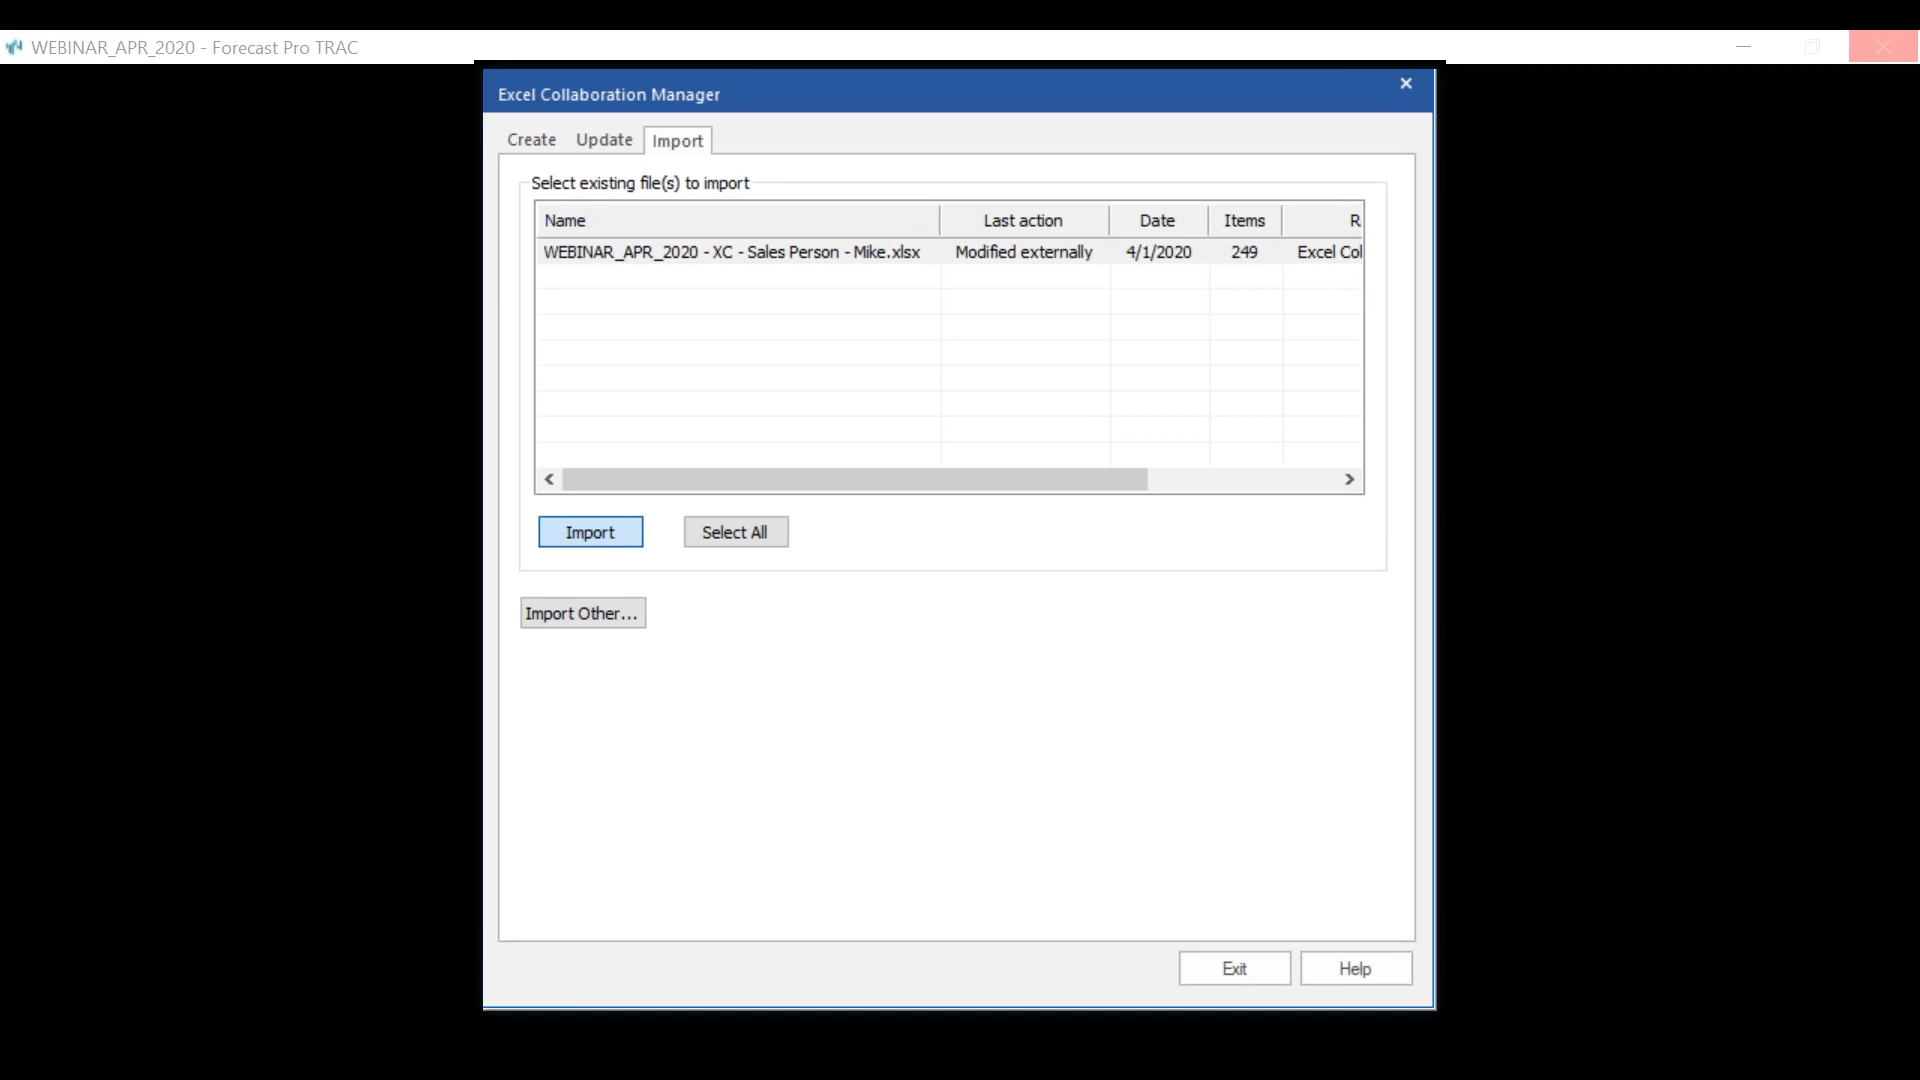 WEBINAR_APR_2020 - Forecast Pro TRAC
Excel Collaboration Manager
Create Update Import
Select existing file(s) to import
Name Last action Date Items R
WEBINAR_APR_2020 - XC - Sales Person - Mike.xlsx Modified externally 4/1/2020 249 Excel Col
Import Select All
Import Other...
Exit Help